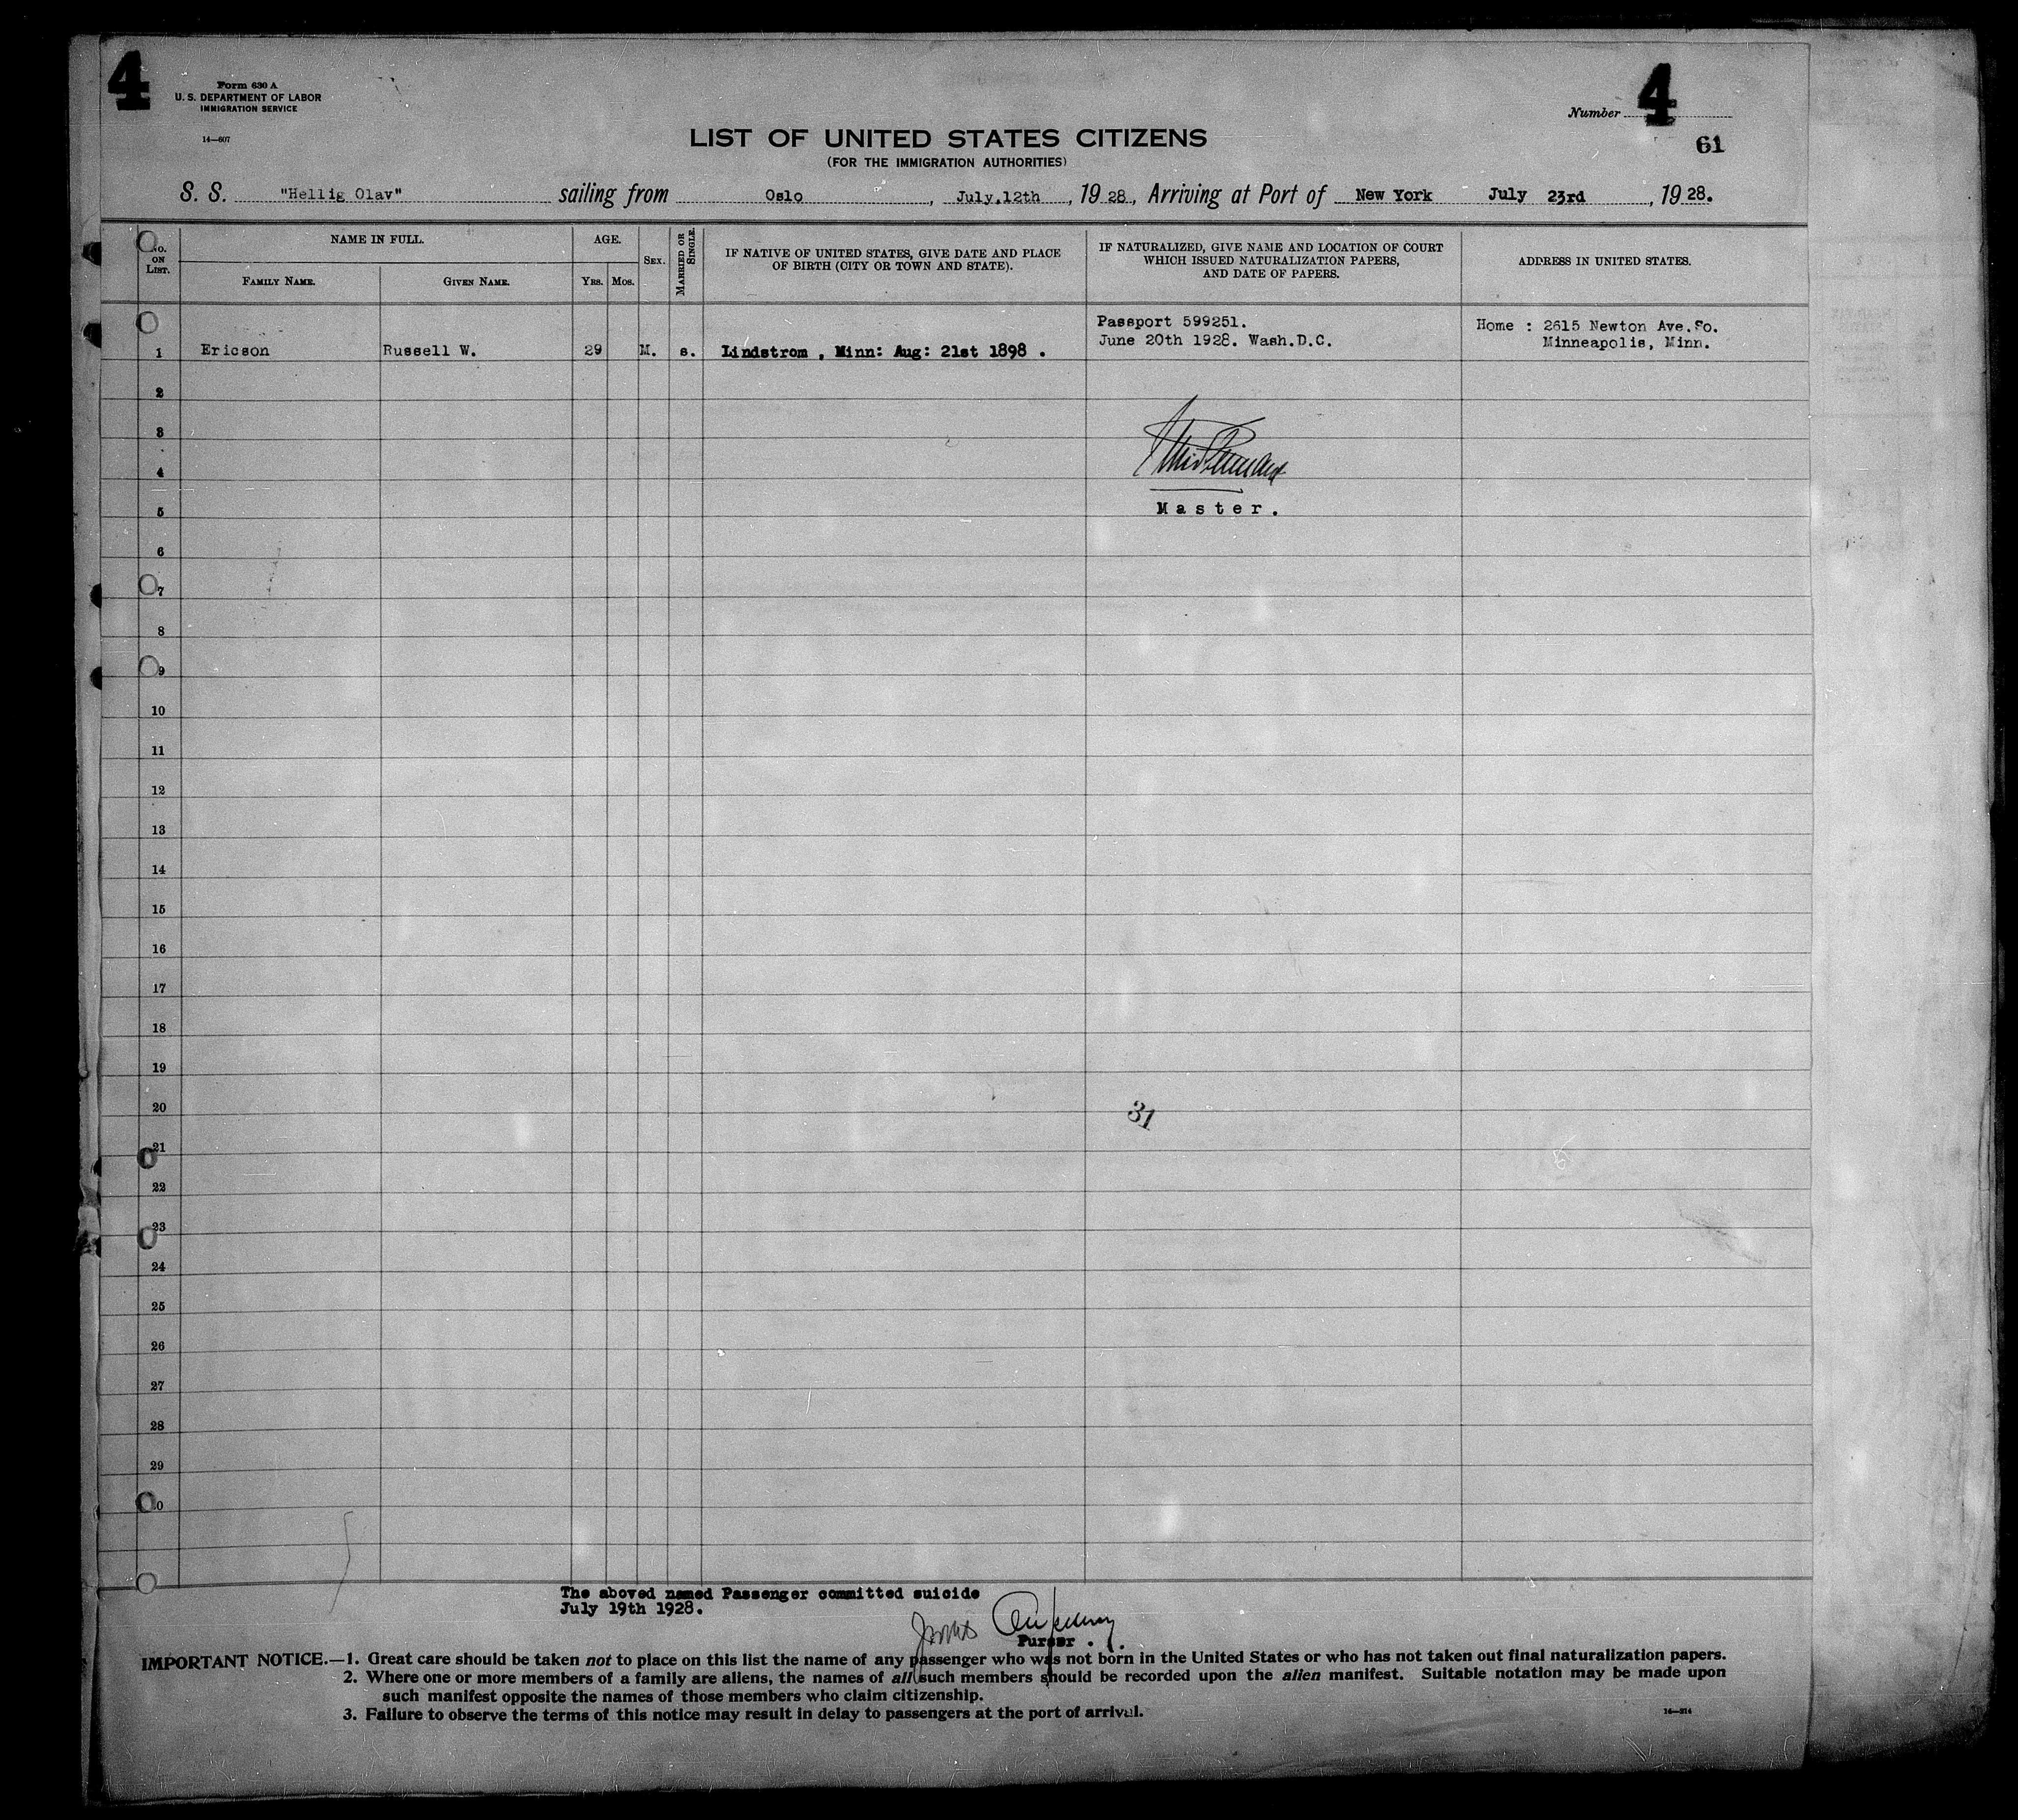 4
Form 630 A
U. S. DEPARTMENT OF LABOR
IMMIGRATION SERVICE
14—607
Number 4
61
LIST OF UNITED STATES CITIZENS
(FOR THE IMMIGRATION AUTHORITIES)
S. S. "Hellig Olav" sailing from Oslo, July.12th, 19 28, Arriving at Port of New York July 23rd, 19 28.
No. ON LIST.
NAME IN FULL.
FAMILY NAME.
GIVEN NAME.
AGE.
YRS. MOS.
SEX.
MARRIED OR SINGLE.
IF NATIVE OF UNITED STATES, GIVE DATE AND PLACE
OF BIRTH (CITY OR TOWN AND STATE).
IF NATURALIZED, GIVE NAME AND LOCATION OF COURT
WHICH ISSUED NATURALIZATION PAPERS,
AND DATE OF PAPERS.
ADDRESS IN UNITED STATES.
1 Ericson Russell W. 29 M. s. Lindstrom , Minn: Aug: 21st 1898 .
Passport 599251.
June 20th 1928. Wash.D.C.
Home : 2615 Newton Ave.So.
Minneapolis, Minn.
2
3
4
Master.
5
6
7
8
9
10
11
12
13
14
15
16
17
18
19
20
31
21
22
23
24
25
26
27
28
29
0
The aboved named Passenger committed suicide
July 19th 1928.
Purser .
IMPORTANT NOTICE.—1. Great care should be taken not to place on this list the name of any passenger who was not born in the United States or who has not taken out final naturalization papers.
2. Where one or more members of a family are aliens, the names of all such members should be recorded upon the alien manifest. Suitable notation may be made upon
such manifest opposite the names of those members who claim citizenship.
3. Failure to observe the terms of this notice may result in delay to passengers at the port of arrival.
14—214